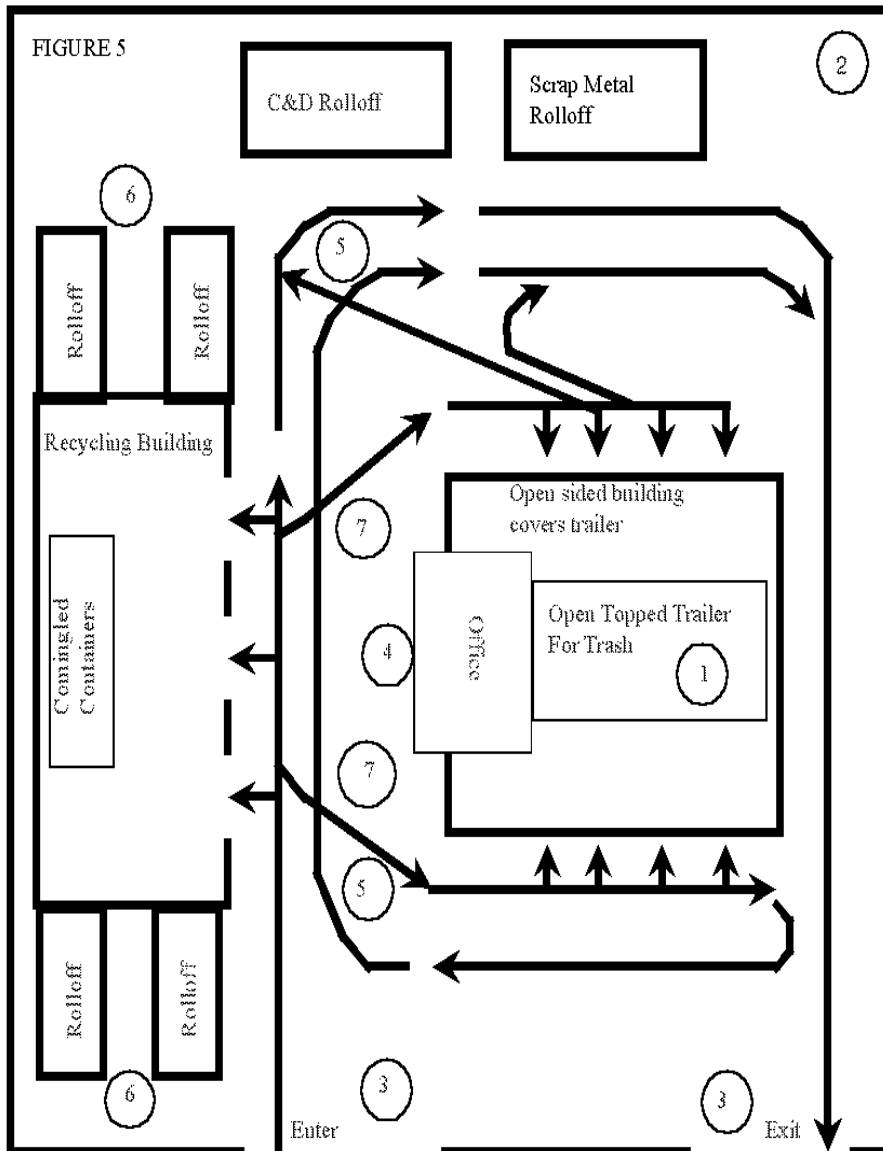 FIGURE 5
C&D Rolloff
Scrap Metal
Rolloff
2
6
5
Rolloff
Rolloff
Recycling Building
Open sided building
covers trailer
7
Comingled
Containers
4
Office
Open Topped Trailer
For Trash
1
7
5
Rolloff
Rolloff
6
3
3
Enter
Exit